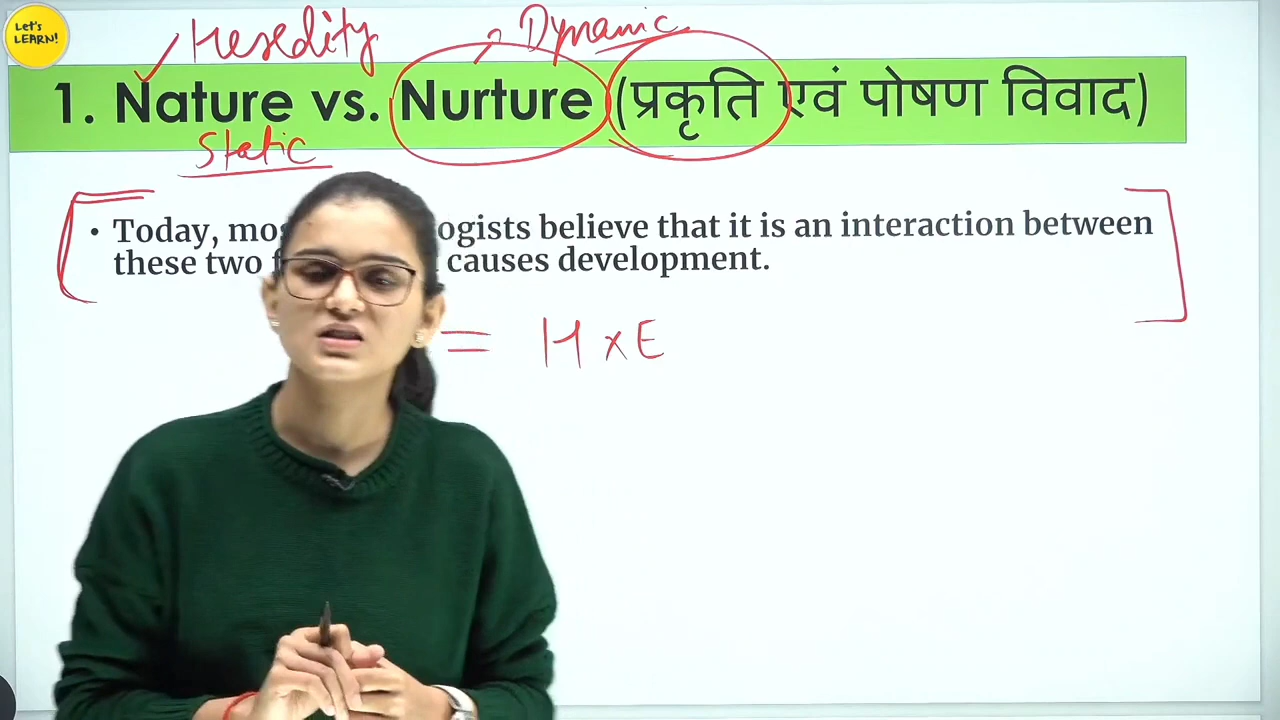 Let's
LEARN!
Heredity
Dynamic
1. Nature vs. Nurture (प्रकृति एवं पोषण विवाद)
Static
• Today, ogists believe that it is an interaction between
these two causes development.
= H x E